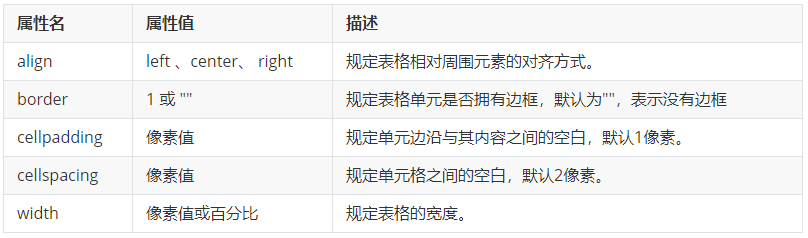 属性名 属性值 描述
align left 、center、 right 规定表格相对周围元素的对齐方式。
border 1 或 "" 规定表格单元是否拥有边框，默认为""，表示没有边框
cellpadding 像素值 规定单元边沿与其内容之间的空白，默认1像素。
cellspacing 像素值 规定单元格之间的空白，默认2像素。
width 像素值或百分比 规定表格的宽度。